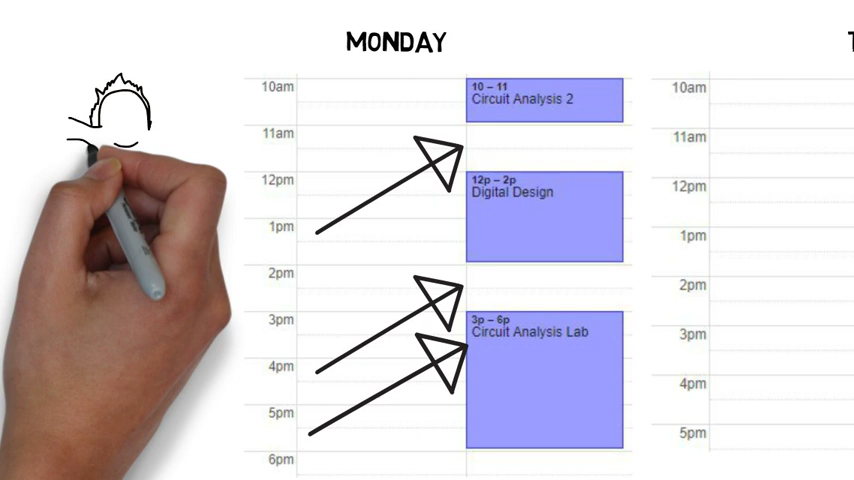 MONDAY
T
10am
11am
12pm
1pm
2pm
3pm
4pm
5pm
6pm
10 – 11
Circuit Analysis 2
12p – 2p
Digital Design
3p – 6p
Circuit Analysis Lab
10am
11am
12pm
1pm
2pm
3pm
4pm
5pm